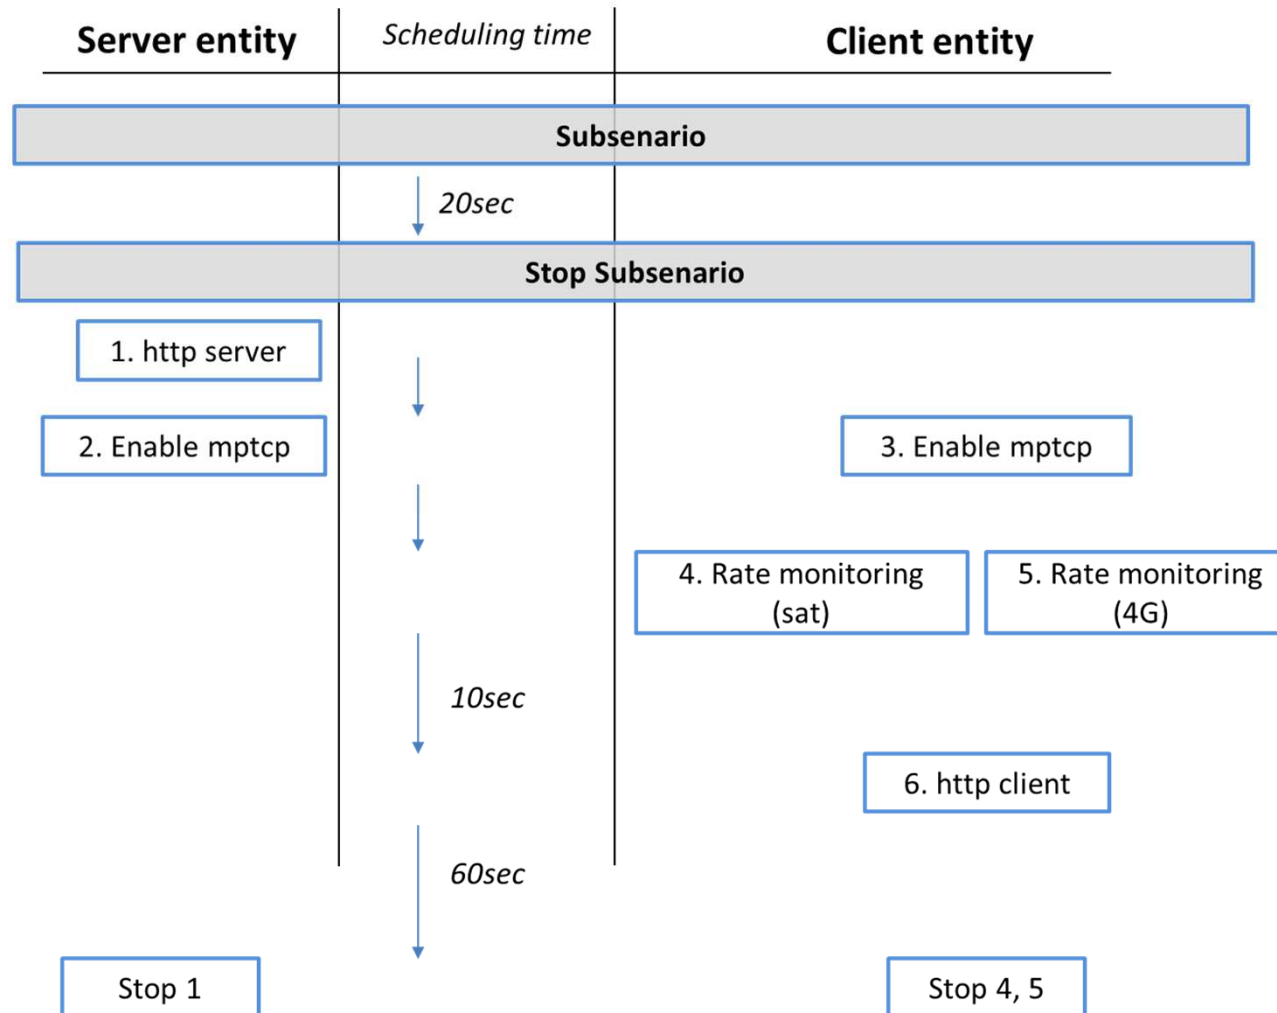 Server entity
Scheduling time
Client entity
Subsenario
20sec
Stop Subsenario
1. http server
2. Enable mptcp
3. Enable mptcp
4. Rate monitoring
(sat)
5. Rate monitoring
(4G)
10sec
6. http client
60sec
Stop 1
Stop 4, 5